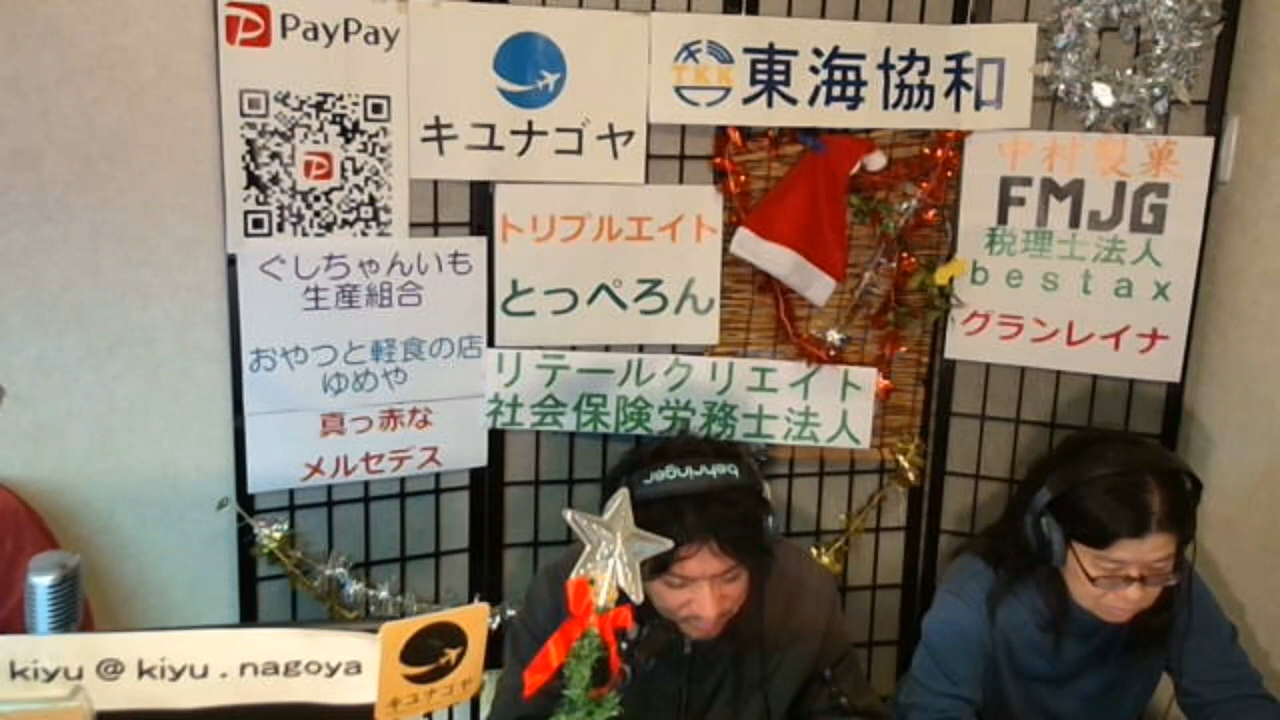 PayPay
キユナゴヤ
TKK 東海協和
中村製菓
FMJG
税理士法人
bestax
グランレイナ
トリプルエイト
とっぺろん
ぐしちゃんいも
生産組合
おやつと軽食の店
ゆめや
真っ赤な
メルセデス
リテールクリエイト
社会保険労務士法人
behringer
kiyu@kiyu.nagoya
キユナゴヤ